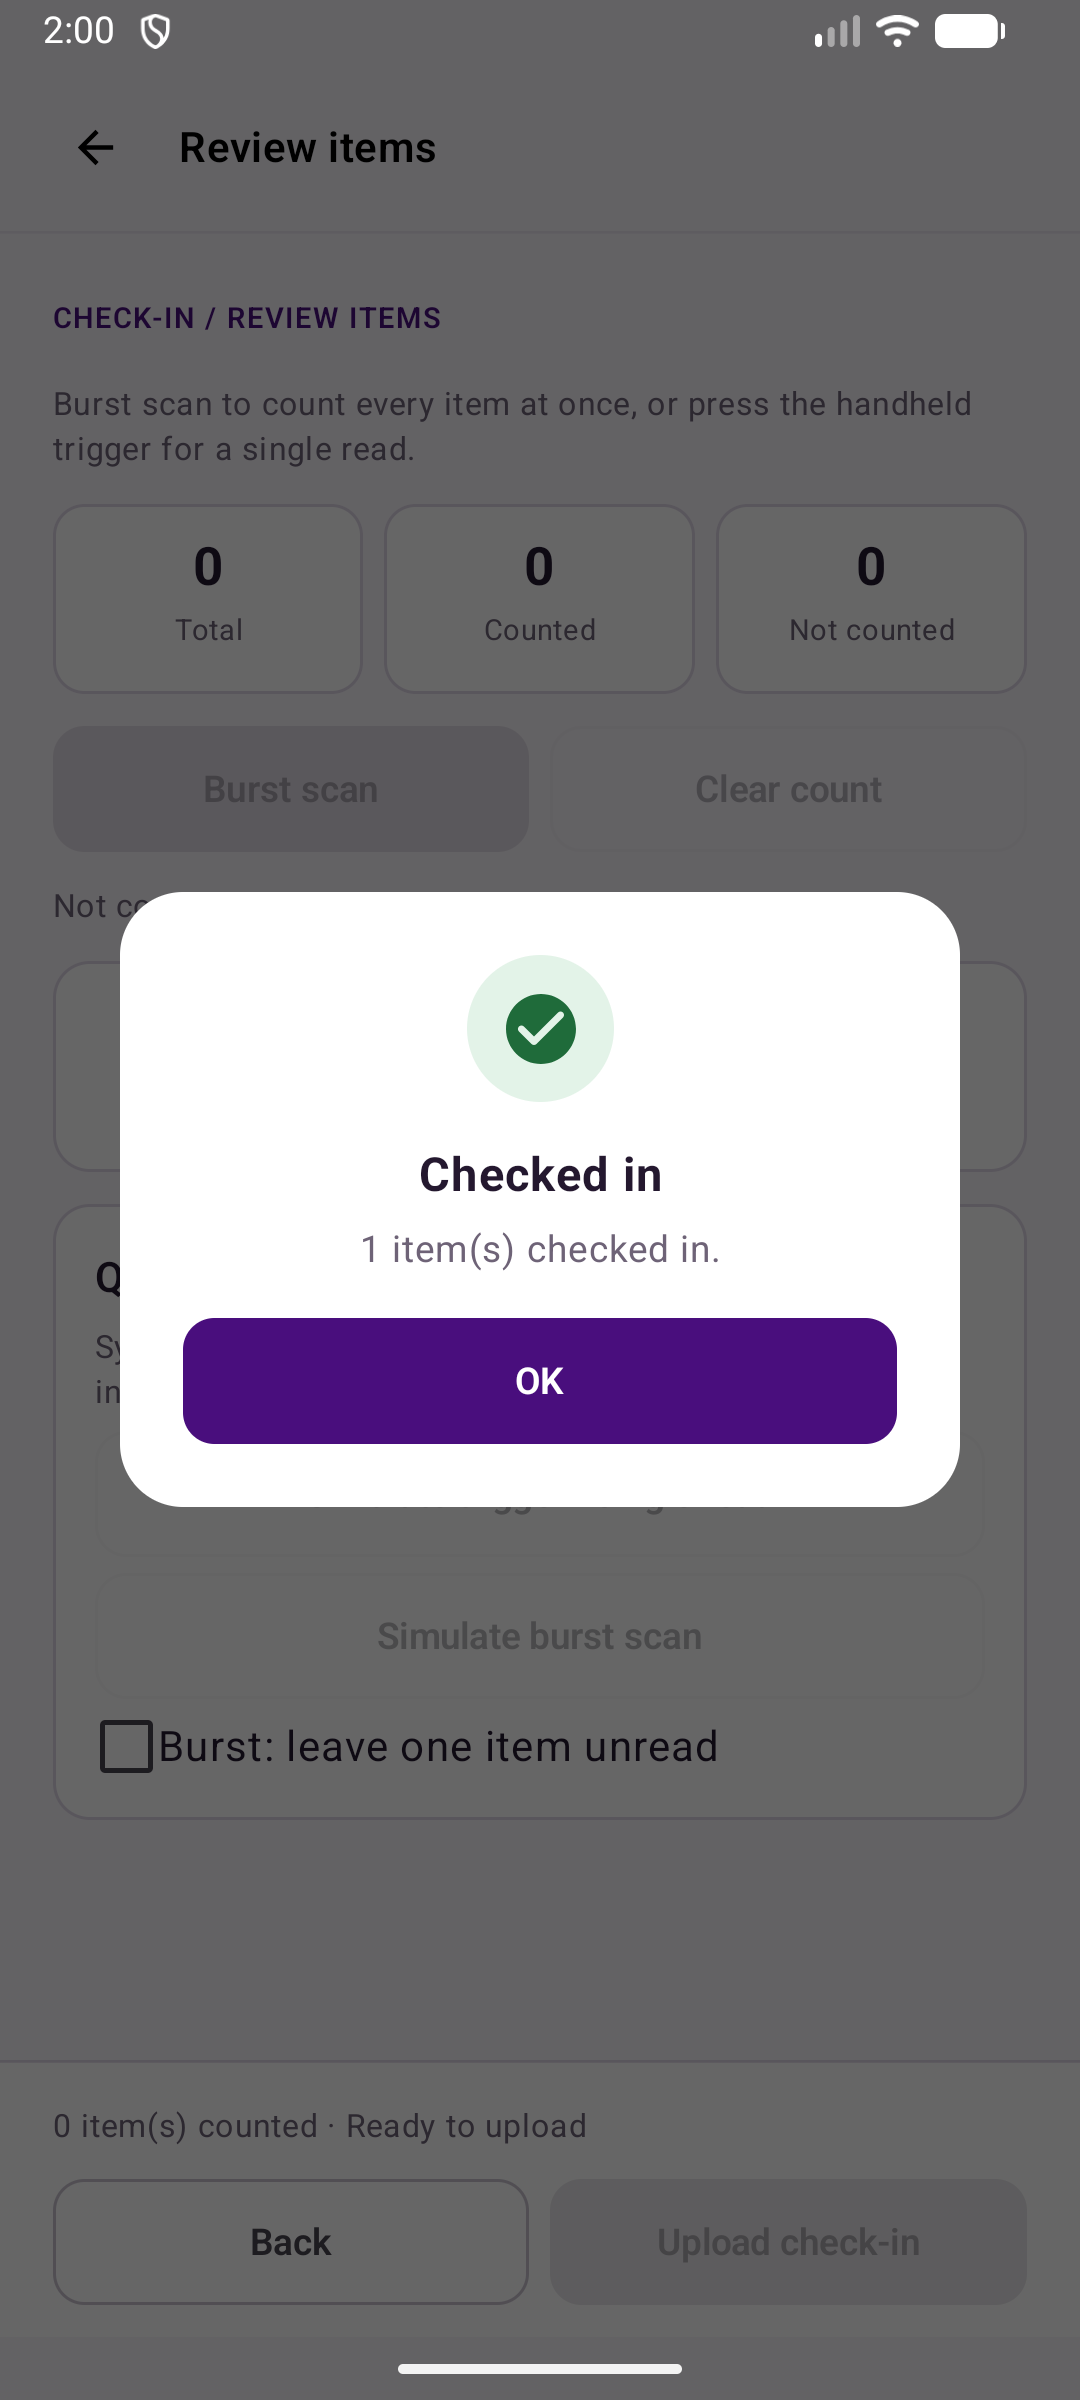 2:00
Review items
CHECK-IN / REVIEW ITEMS
Burst scan to count every item at once, or press the handheld
trigger for a single read.
0
Total
0
Counted
0
Not counted
Burst scan
Clear count
Not
Checked in
1 item(s) checked in.
OK
Simulate burst scan
Burst: leave one item unread
0 item(s) counted · Ready to upload
Back
Upload check-in